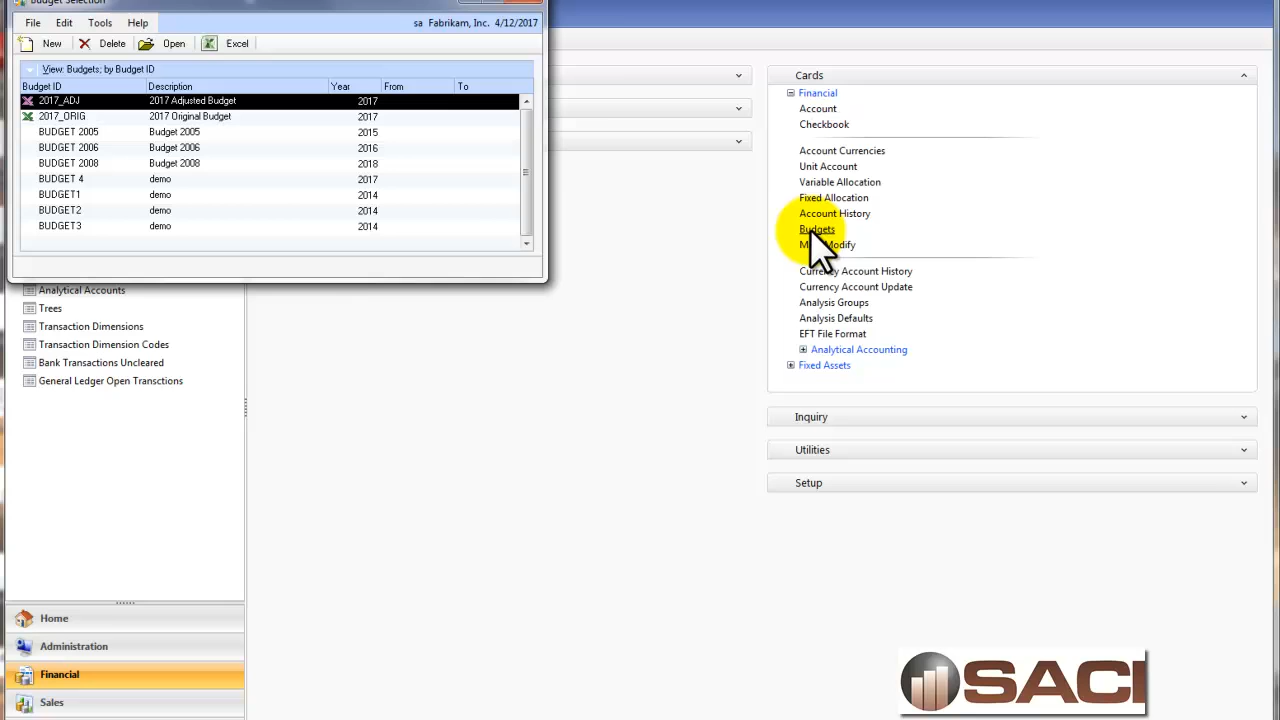 Budget Selection
File Edit Tools Help sa Fabrikam, Inc. 4/12/2017
New Delete Open Excel
View: Budgets; by Budget ID
Budget ID Description Year From To
2017_ADJ 2017 Adjusted Budget 2017
2017_ORIG 2017 Original Budget 2017
BUDGET 2005 Budget 2005 2015
BUDGET 2006 Budget 2006 2016
BUDGET 2008 Budget 2008 2018
BUDGET 4 demo 2017
BUDGET1 demo 2014
BUDGET2 demo 2014
BUDGET3 demo 2014
Analytical Accounts
Trees
Transaction Dimensions
Transaction Dimension Codes
Bank Transactions Uncleared
General Ledger Open Transctions
Home
Administration
Financial
Sales
Cards
Financial
Account
Checkbook
Account Currencies
Unit Account
Variable Allocation
Fixed Allocation
Account History
Budgets
Modify
Currency Account History
Currency Account Update
Analysis Groups
Analysis Defaults
EFT File Format
Analytical Accounting
Fixed Assets
Inquiry
Utilities
Setup
SACI